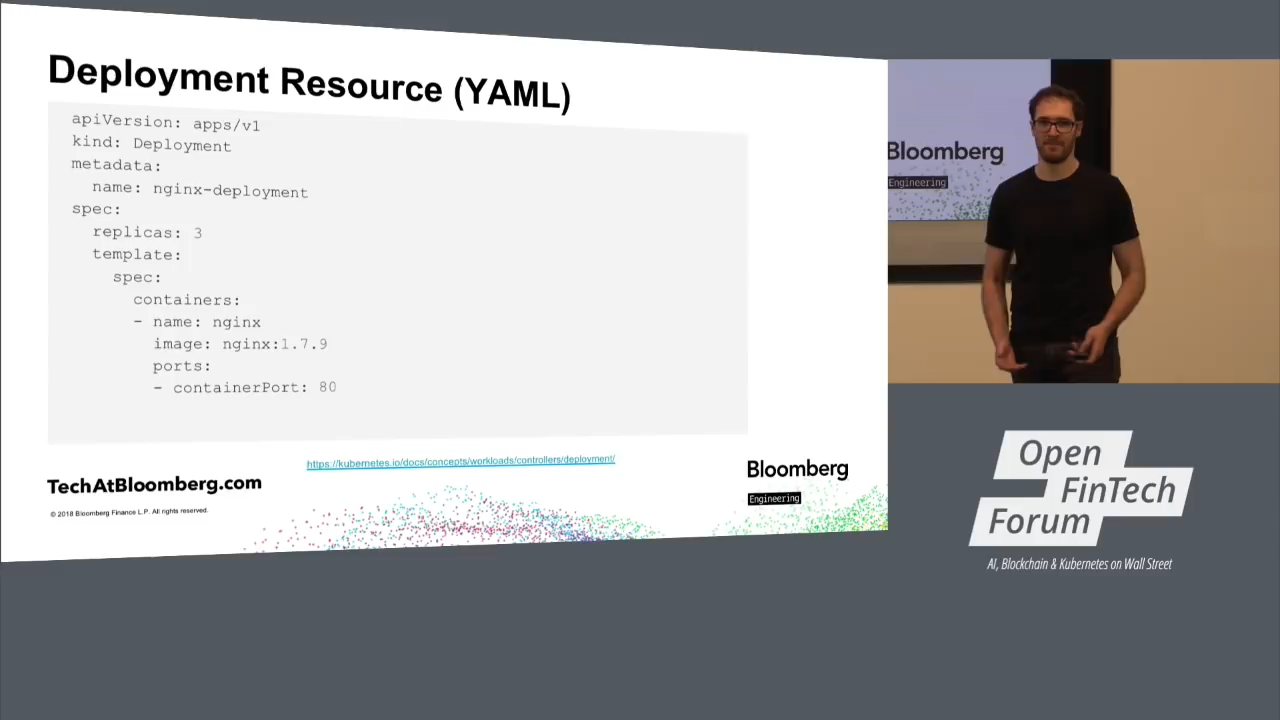 Deployment Resource (YAML)
apiVersion: apps/v1
kind: Deployment
metadata:
  name: nginx-deployment
spec:
  replicas: 3
  template:
    spec:
      containers:
      - name: nginx
        image: nginx:1.7.9
        ports:
        - containerPort: 80
https://kubernetes.io/docs/concepts/workloads/controllers/deployment/
TechAtBloomberg.com
© 2018 Bloomberg Finance L.P. All rights reserved.
Bloomberg
Engineering
Bloomberg
Engineering
Open
FinTech
Forum
AI, Blockchain & Kubernetes on Wall Street